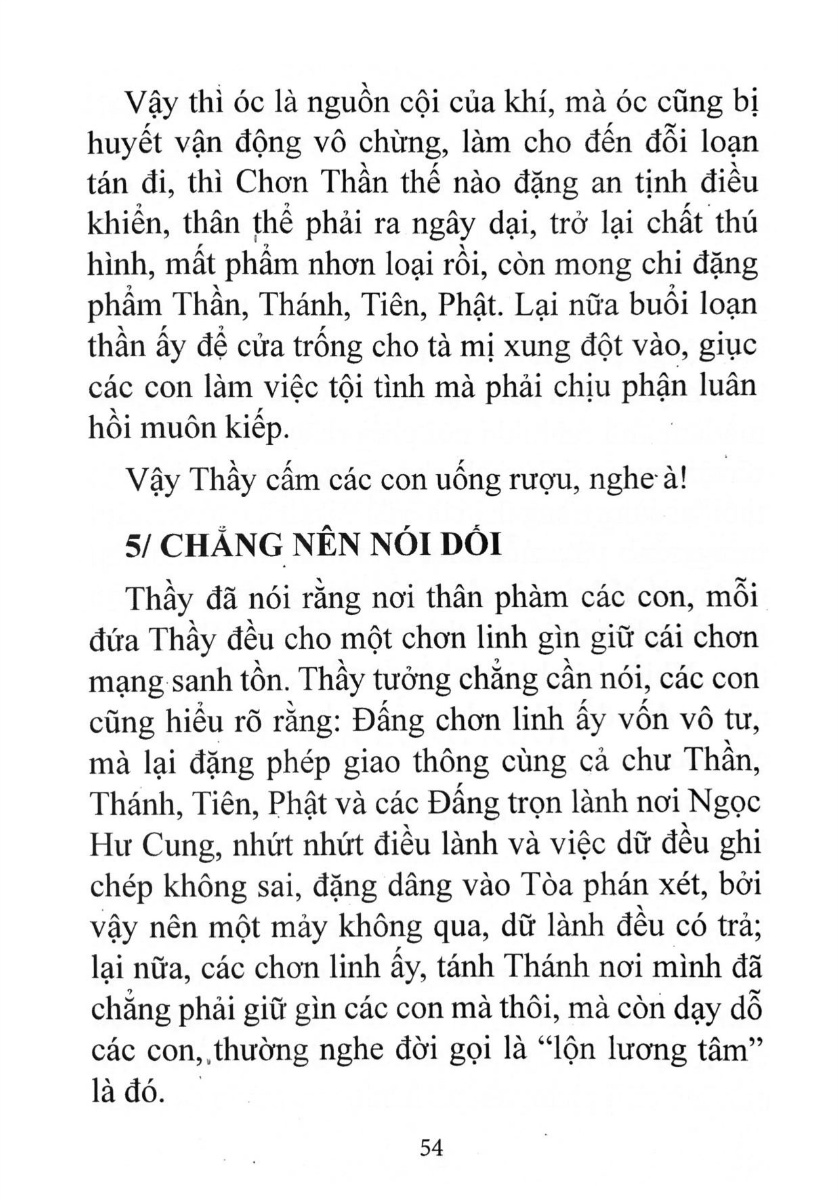 Vậy thì óc là nguồn cội của khí, mà óc cũng bị
huyết vận động vô chừng, làm cho đến đỗi loạn
tán đi, thì Chơn Thần thế nào đặng an tịnh điều
khiển, thân thể phải ra ngây dại, trở lại chất thú
hình, mất phẩm nhơn loại rồi, còn mong chi đặng
phẩm Thần, Thánh, Tiên, Phật. Lại nữa buổi loạn
thần ấy để cửa trống cho tà mị xung đột vào, giục
các con làm việc tội tình mà phải chịu phận luân
hồi muôn kiếp.
Vậy Thầy cấm các con uống rượu, nghe à!
5/ CHẲNG NÊN NÓI DỐI
Thầy đã nói rằng nơi thân phàm các con, mỗi
đứa Thầy đều cho một chơn linh gìn giữ cái chơn
mạng sanh tồn. Thầy tưởng chẳng cần nói, các con
cũng hiểu rõ rằng: Đấng chơn linh ấy vốn vô tư,
mà lại đặng phép giao thông cùng cả chư Thần,
Thánh, Tiên, Phật và các Đấng trọn lành nơi Ngọc
Hư Cung, nhứt nhứt điều lành và việc dữ đều ghi
chép không sai, đặng dâng vào Tòa phán xét, bởi
vậy nên một mảy không qua, dữ lành đều có trả;
lại nữa, các chơn linh ấy, tánh Thánh nơi mình đã
chẳng phải giữ gìn các con mà thôi, mà còn dạy dỗ
các con, thường nghe đời gọi là “lộn lương tâm”
là đó.
54